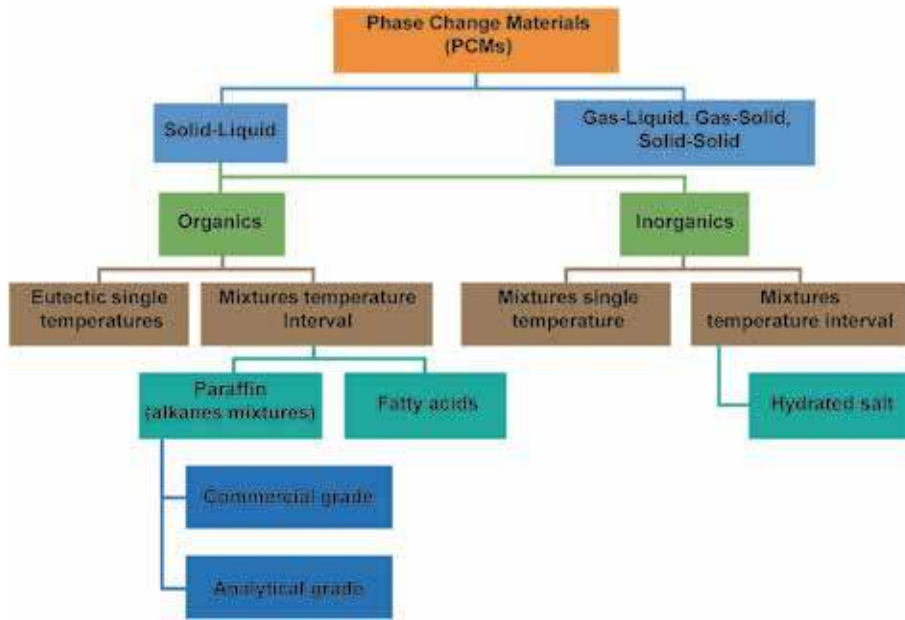 Phase Change Materials
(PCMs)
Solid-Liquid
Gas-Liquid, Gas-Solid,
Solid-Solid
Organics
Inorganics
Eutectic single
temperatures
Mixtures temperature
Interval
Mixtures single
temperature
Mixtures
temperature interval
Paraffin
(alkanes mixtures)
Fatty acids
Hydrated salt
Commercial grade
Analytical grade